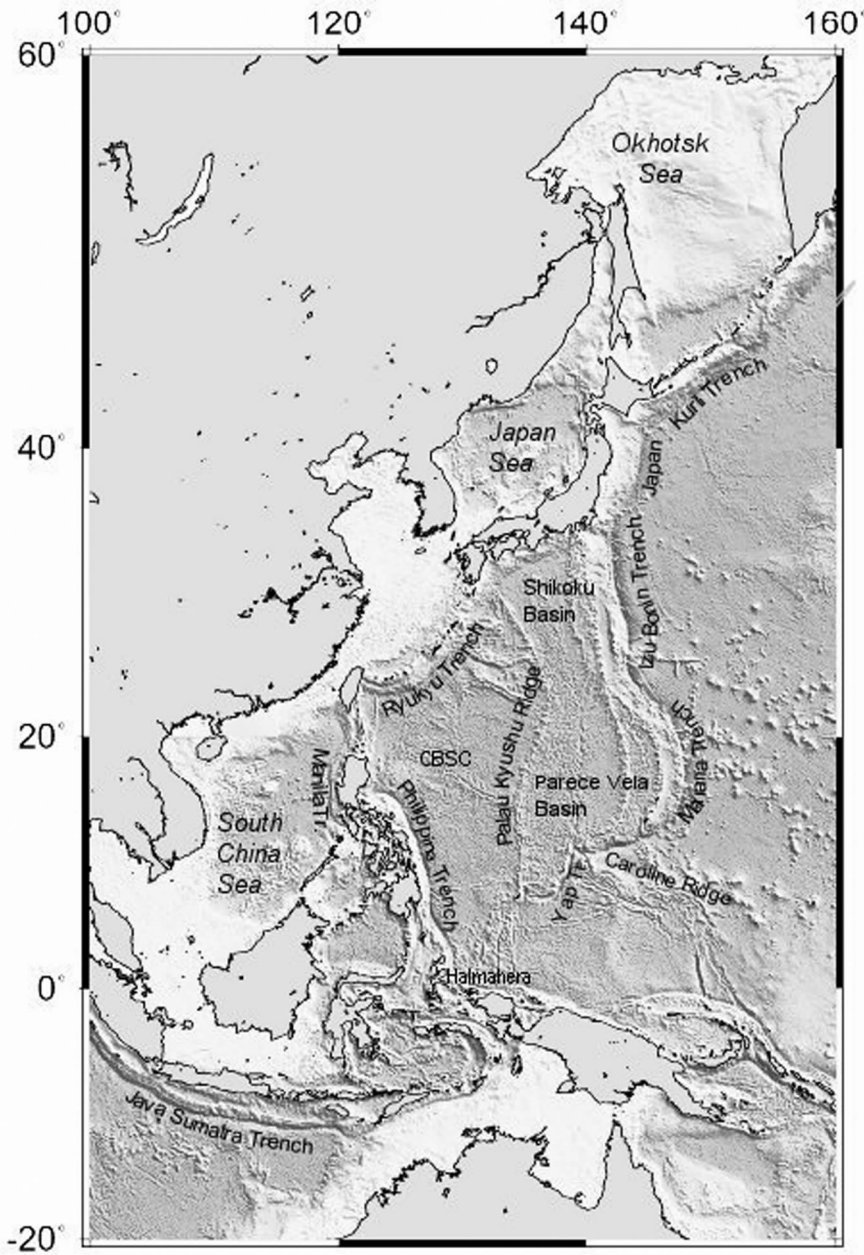 100° 120° 140° 160°
60°
Okhotsk
Sea
Kuril Trench
Japan
Sea
40°
Japan
Izu Bonin Trench
Shikoku
Basin
Ryukyu Trench
20°
Palau Kyushu Ridge
Mariana Trench
CBSC
Manila Tr.
Parece Vela
Basin
Philippine Trench
South
China
Sea
Yap Tr.
Caroline Ridge
Halmahera
0°
Java Sumatra Trench
-20°
120° 140°